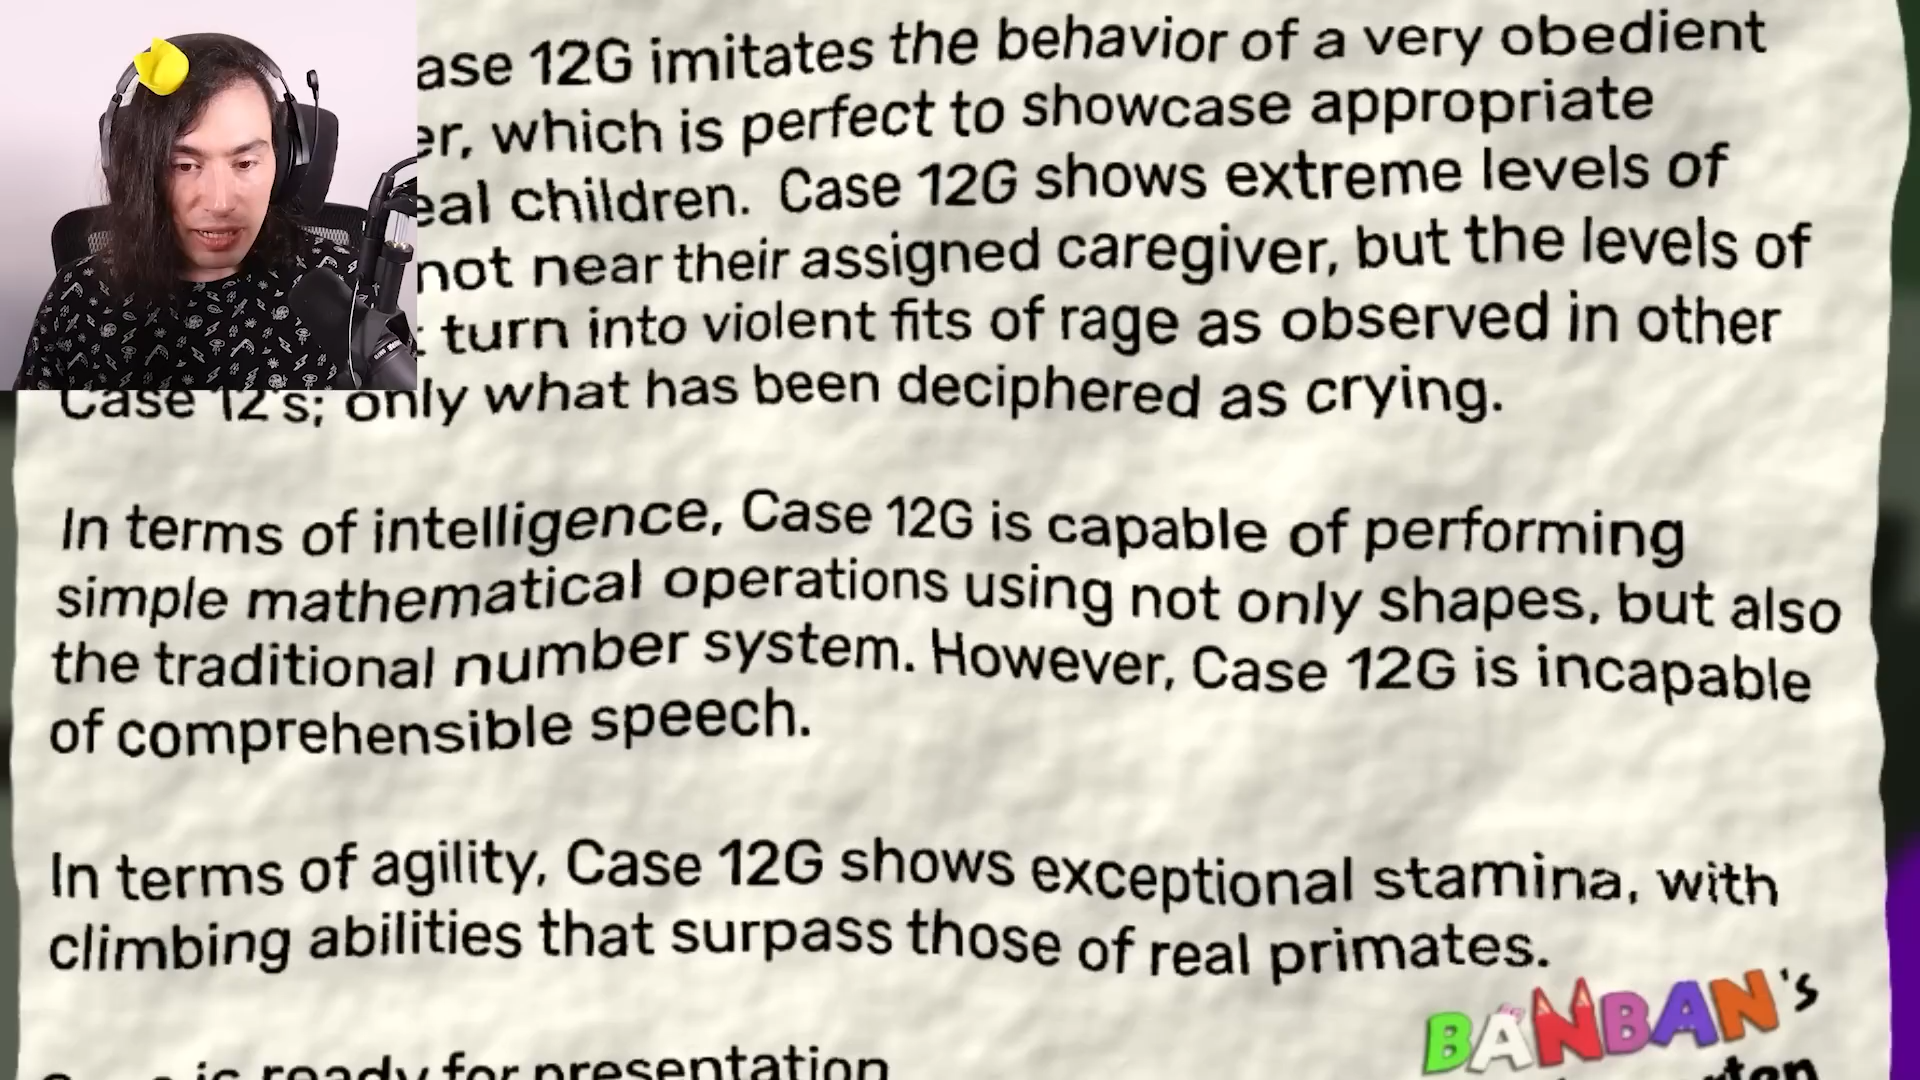 ase 12G imitates the behavior of a very obedient
er, which is perfect to showcase appropriate
eal children. Case 12G shows extreme levels of
not near their assigned caregiver, but the levels of
turn into violent fits of rage as observed in other
Case 12's; only what has been deciphered as crying.
In terms of intelligence, Case 12G is capable of performing
simple mathematical operations using not only shapes, but also
the traditional number system. However, Case 12G is incapable
of comprehensible speech.
In terms of agility, Case 12G shows exceptional stamina, with
climbing abilities that surpass those of real primates.
BANBAN's
is ready for presentation